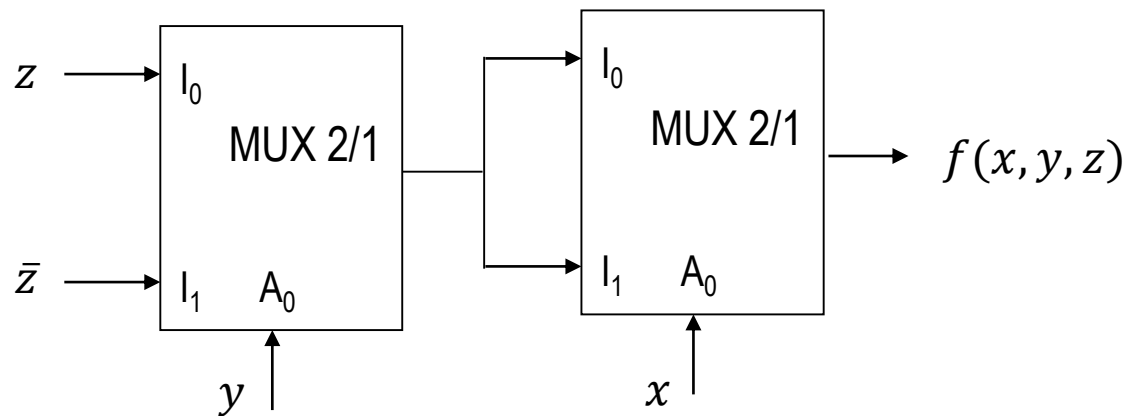 z
I₀
MUX 2/1
z̄
I₁
A₀
y
I₀
MUX 2/1
I₁
A₀
x
f(x, y, z)